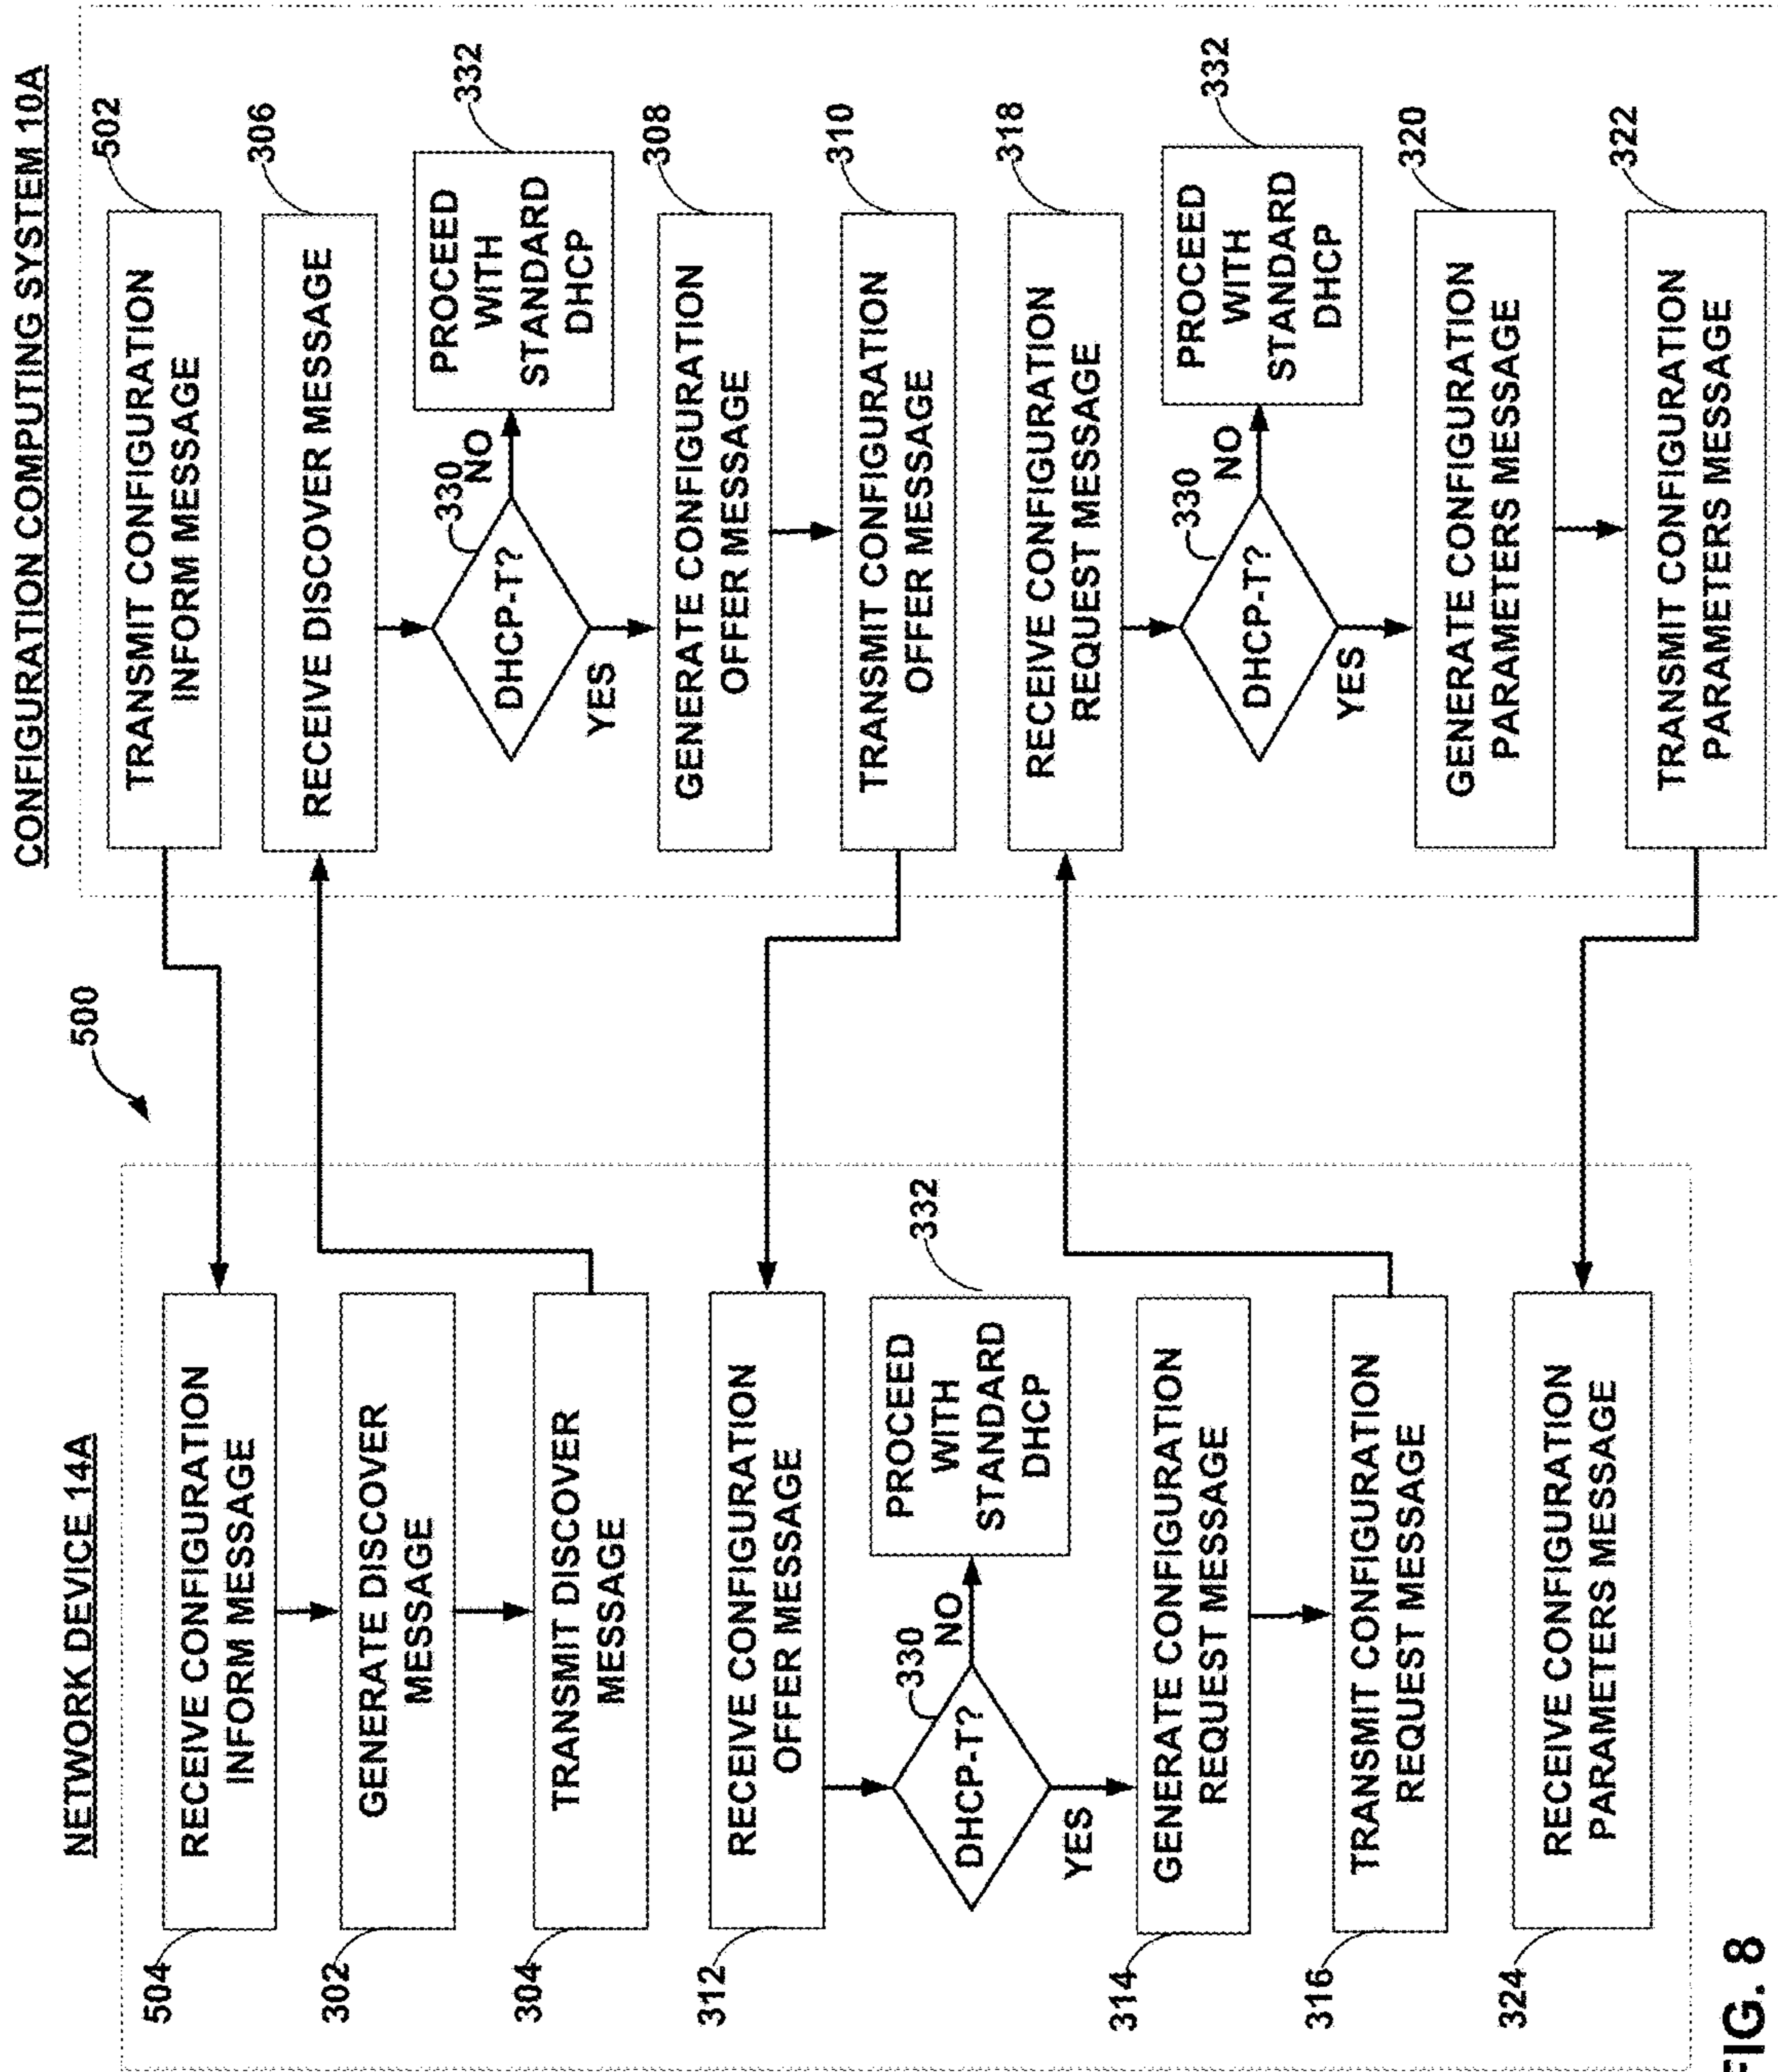 NETWORK DEVICE 14A
504
RECEIVE CONFIGURATION
INFORM MESSAGE
302
GENERATE DISCOVER
MESSAGE
304
TRANSMIT DISCOVER
MESSAGE
312
RECEIVE CONFIGURATION
OFFER MESSAGE
DHCP-T?
330
NO
YES
PROCEED
WITH
STANDARD
DHCP
332
314
GENERATE CONFIGURATION
REQUEST MESSAGE
316
TRANSMIT CONFIGURATION
REQUEST MESSAGE
324
RECEIVE CONFIGURATION
PARAMETERS MESSAGE
500
CONFIGURATION COMPUTING SYSTEM 10A
TRANSMIT CONFIGURATION
INFORM MESSAGE
502
RECEIVE DISCOVER MESSAGE
306
DHCP-T?
330
NO
YES
PROCEED
WITH
STANDARD
DHCP
332
GENERATE CONFIGURATION
OFFER MESSAGE
308
TRANSMIT CONFIGURATION
OFFER MESSAGE
310
RECEIVE CONFIGURATION
REQUEST MESSAGE
318
DHCP-T?
330
NO
YES
PROCEED
WITH
STANDARD
DHCP
332
GENERATE CONFIGURATION
PARAMETERS MESSAGE
320
TRANSMIT CONFIGURATION
PARAMETERS MESSAGE
322
FIG. 8